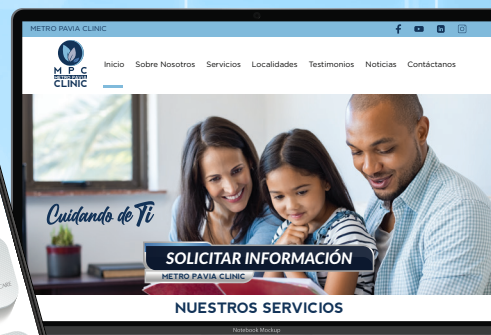 METRO PAVIA CLINIC
M P C
METRO PAVIA
CLINIC
Inicio Sobre Nosotros Servicios Localidades Testimonios Noticias Contáctanos
Cuidando de Ti
SOLICITAR INFORMACIÓN
METRO PAVIA CLINIC
NUESTROS SERVICIOS
Notebook Mockup